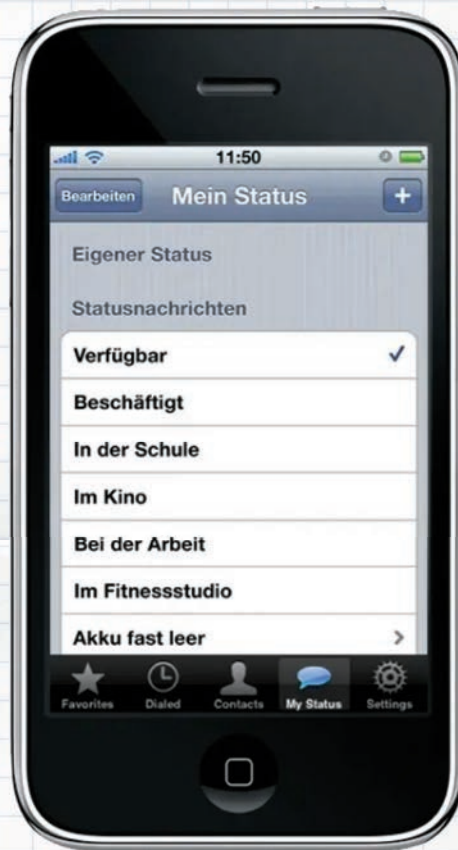 11:50
Bearbeiten Mein Status +
Eigener Status
Statusnachrichten
Verfügbar
Beschäftigt
In der Schule
Im Kino
Bei der Arbeit
Im Fitnessstudio
Akku fast leer
Favorites Dialed Contacts My Status Settings